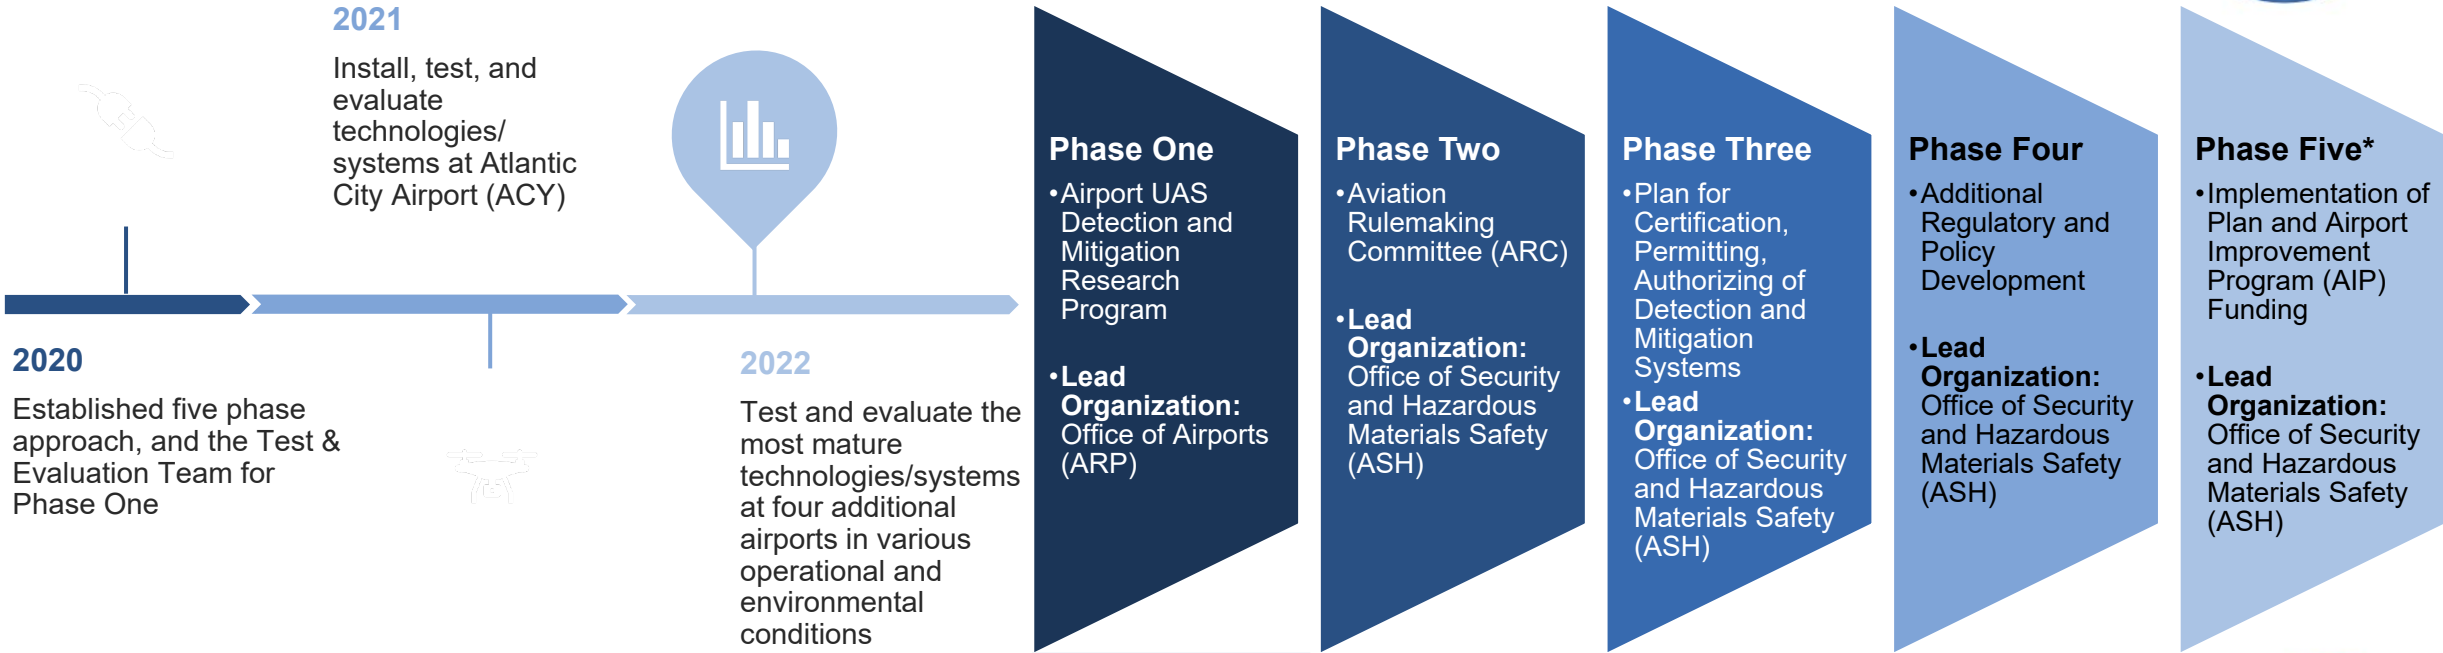 2021
Install, test, and
evaluate
technologies/
systems at Atlantic
City Airport (ACY)
2020
Established five phase
approach, and the Test &
Evaluation Team for
Phase One
2022
Test and evaluate the
most mature
technologies/systems
at four additional
airports in various
operational and
environmental
conditions
Phase One
•Airport UAS
Detection and
Mitigation
Research
Program
•Lead
Organization:
Office of Airports
(ARP)
Phase Two
•Aviation
Rulemaking
Committee (ARC)
•Lead
Organization:
Office of Security
and Hazardous
Materials Safety
(ASH)
Phase Three
•Plan for
Certification,
Permitting,
Authorizing of
Detection and
Mitigation
Systems
•Lead
Organization:
Office of Security
and Hazardous
Materials Safety
(ASH)
Phase Four
•Additional
Regulatory and
Policy
Development
•Lead
Organization:
Office of Security
and Hazardous
Materials Safety
(ASH)
Phase Five*
•Implementation of
Plan and Airport
Improvement
Program (AIP)
Funding
•Lead
Organization:
Office of Security
and Hazardous
Materials Safety
(ASH)